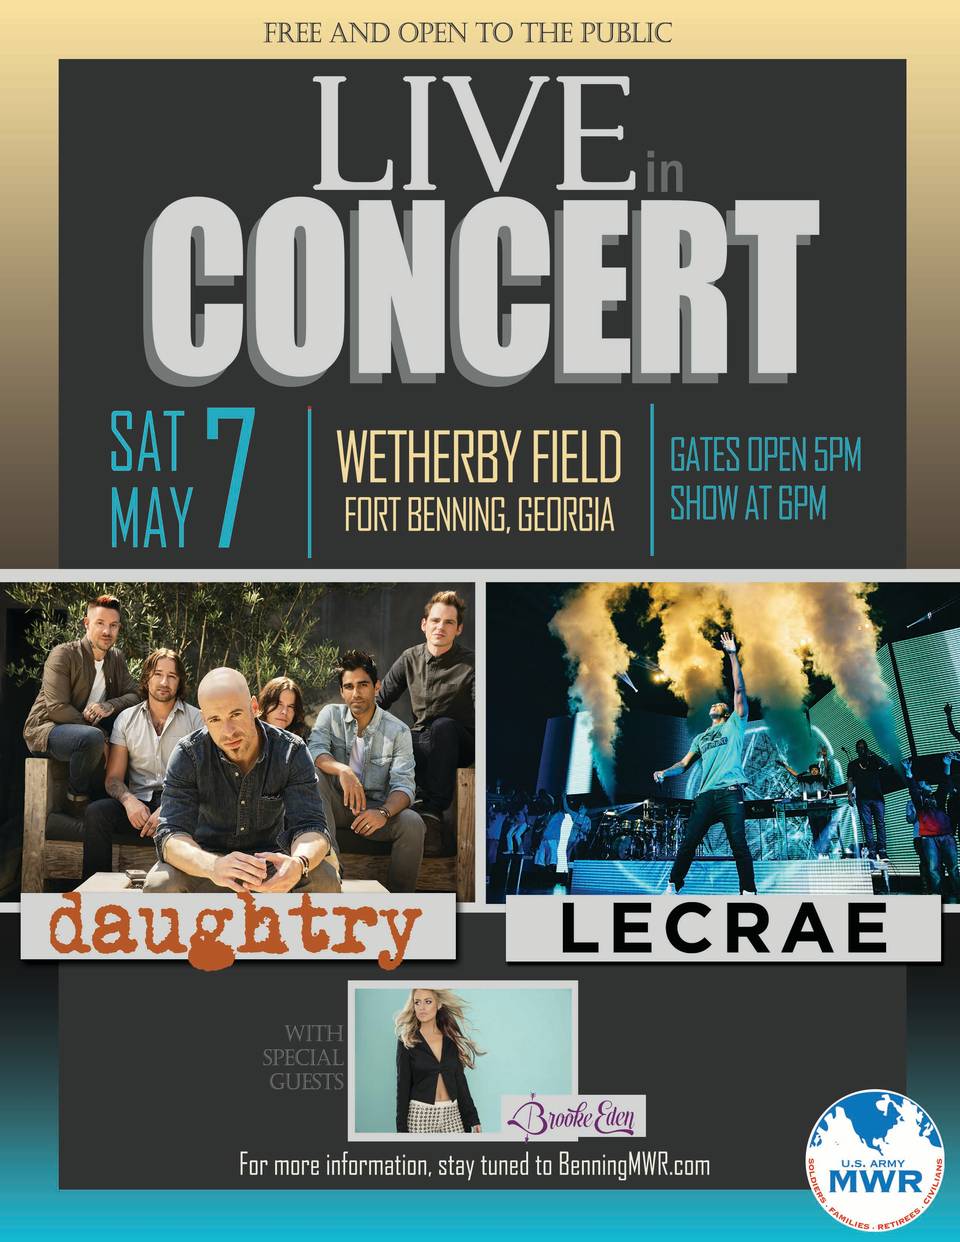 FREE AND OPEN TO THE PUBLIC
LIVE in
CONCERT
SAT
MAY 7
WETHERBY FIELD
FORT BENNING, GEORGIA
GATES OPEN 5PM
SHOW AT 6PM
daughtry
LECRAE
WITH
SPECIAL
GUESTS
Brooke Eden
For more information, stay tuned to BenningMWR.com
U.S. ARMY
MWR
SOLDIERS · FAMILIES · RETIREES · CIVILIANS